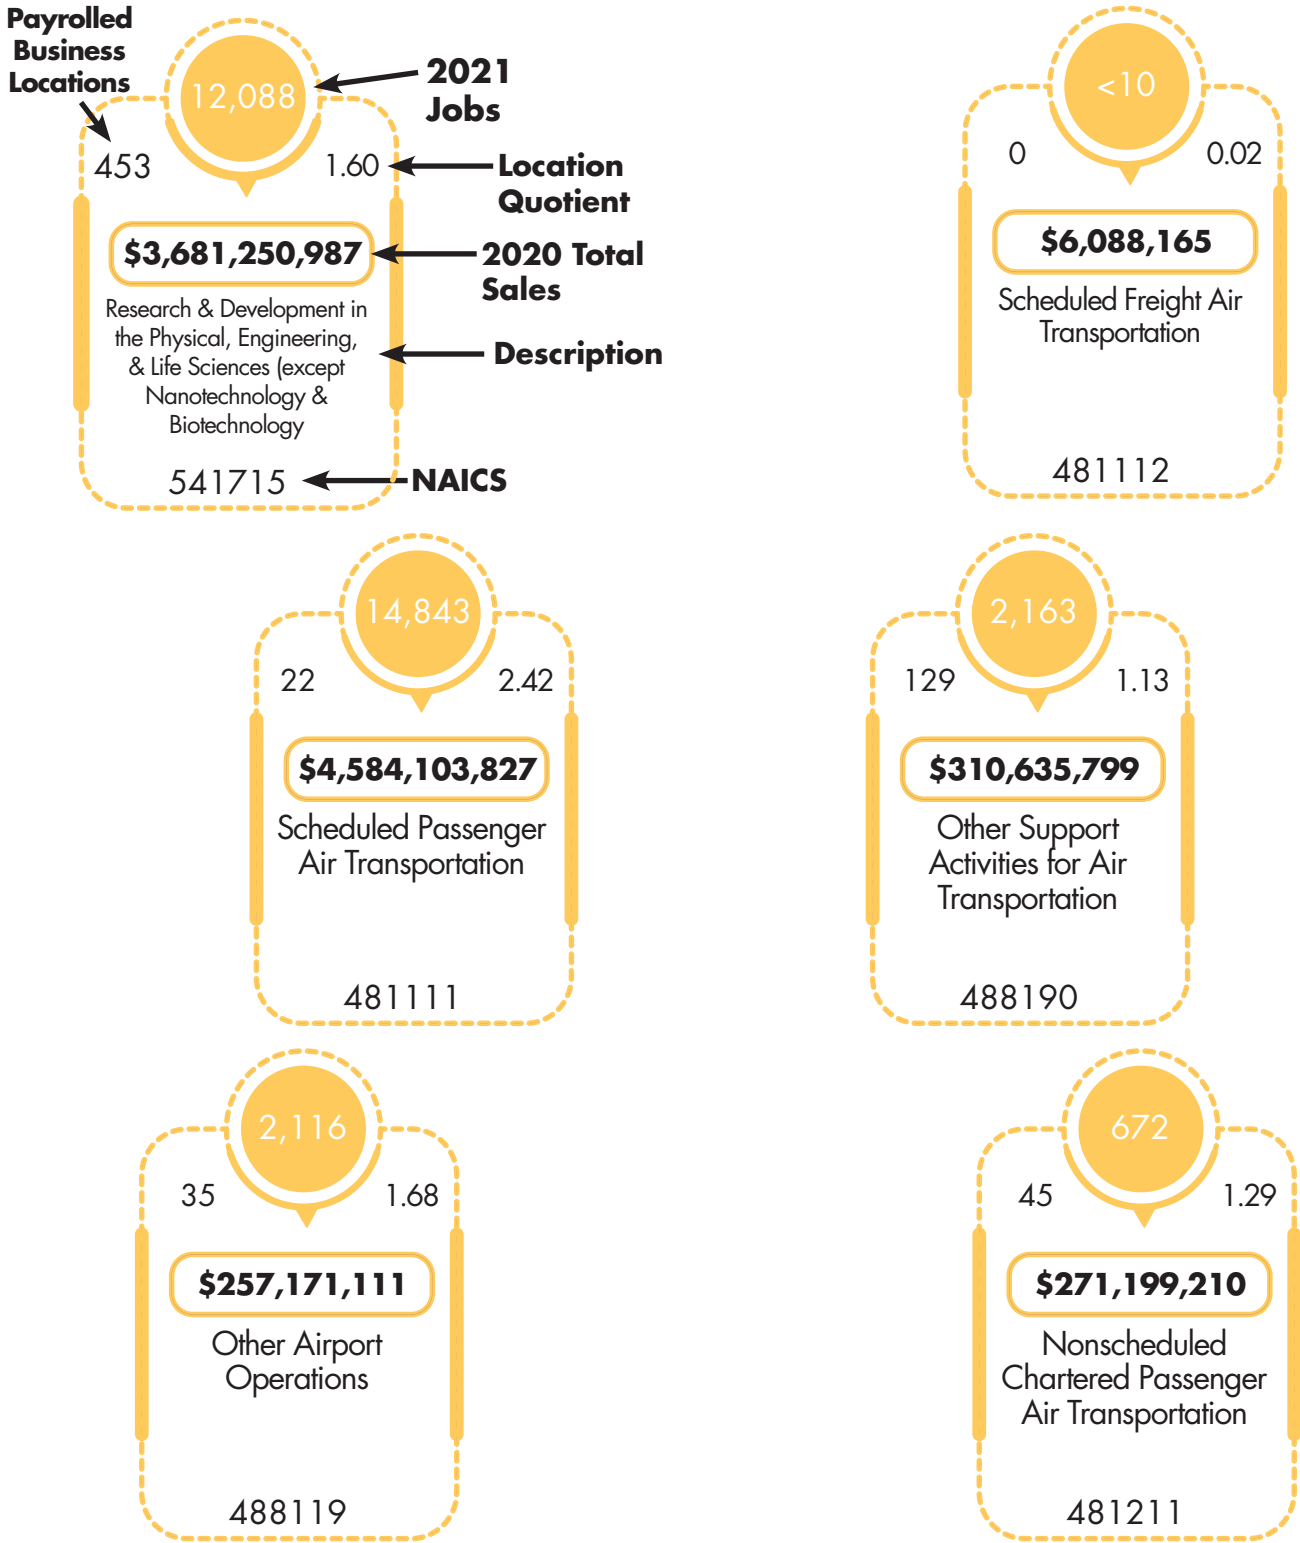 Payrolled
Business
Locations
12,088
2021
Jobs
453
1.60
Location
Quotient
$3,681,250,987
2020 Total
Sales
Research & Development in
the Physical, Engineering,
& Life Sciences (except
Nanotechnology &
Biotechnology
Description
541715
NAICS
<10
0
0.02
$6,088,165
Scheduled Freight Air
Transportation
481112
14,843
22
2.42
$4,584,103,827
Scheduled Passenger
Air Transportation
481111
2,163
129
1.13
$310,635,799
Other Support
Activities for Air
Transportation
488190
2,116
35
1.68
$257,171,111
Other Airport
Operations
488119
672
45
1.29
$271,199,210
Nonscheduled
Chartered Passenger
Air Transportation
481211